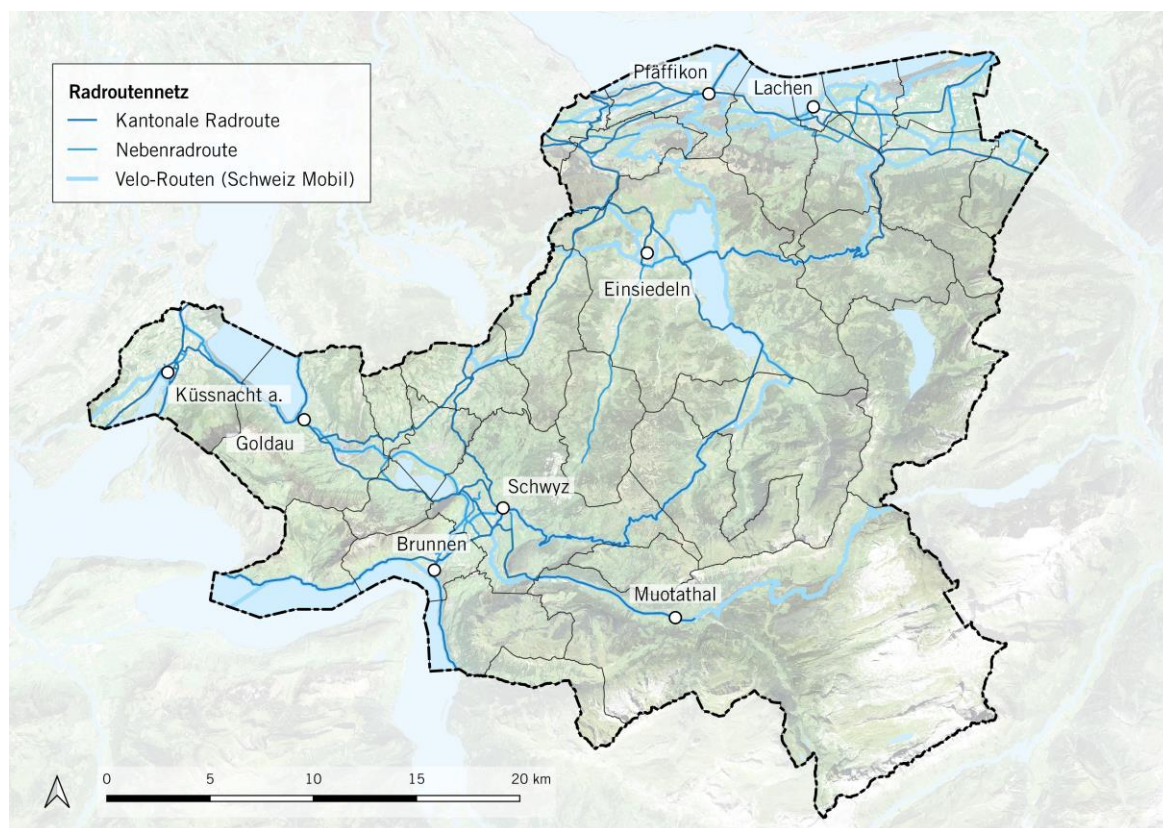 Radroutennetz
Kantonale Radroute
Nebenradroute
Velo-Routen (Schweiz Mobil)
Pfäffikon
Lachen
Einsiedeln
Küssnacht a.
Goldau
Schwyz
Brunnen
Muotathal
0 5 10 15 20 km